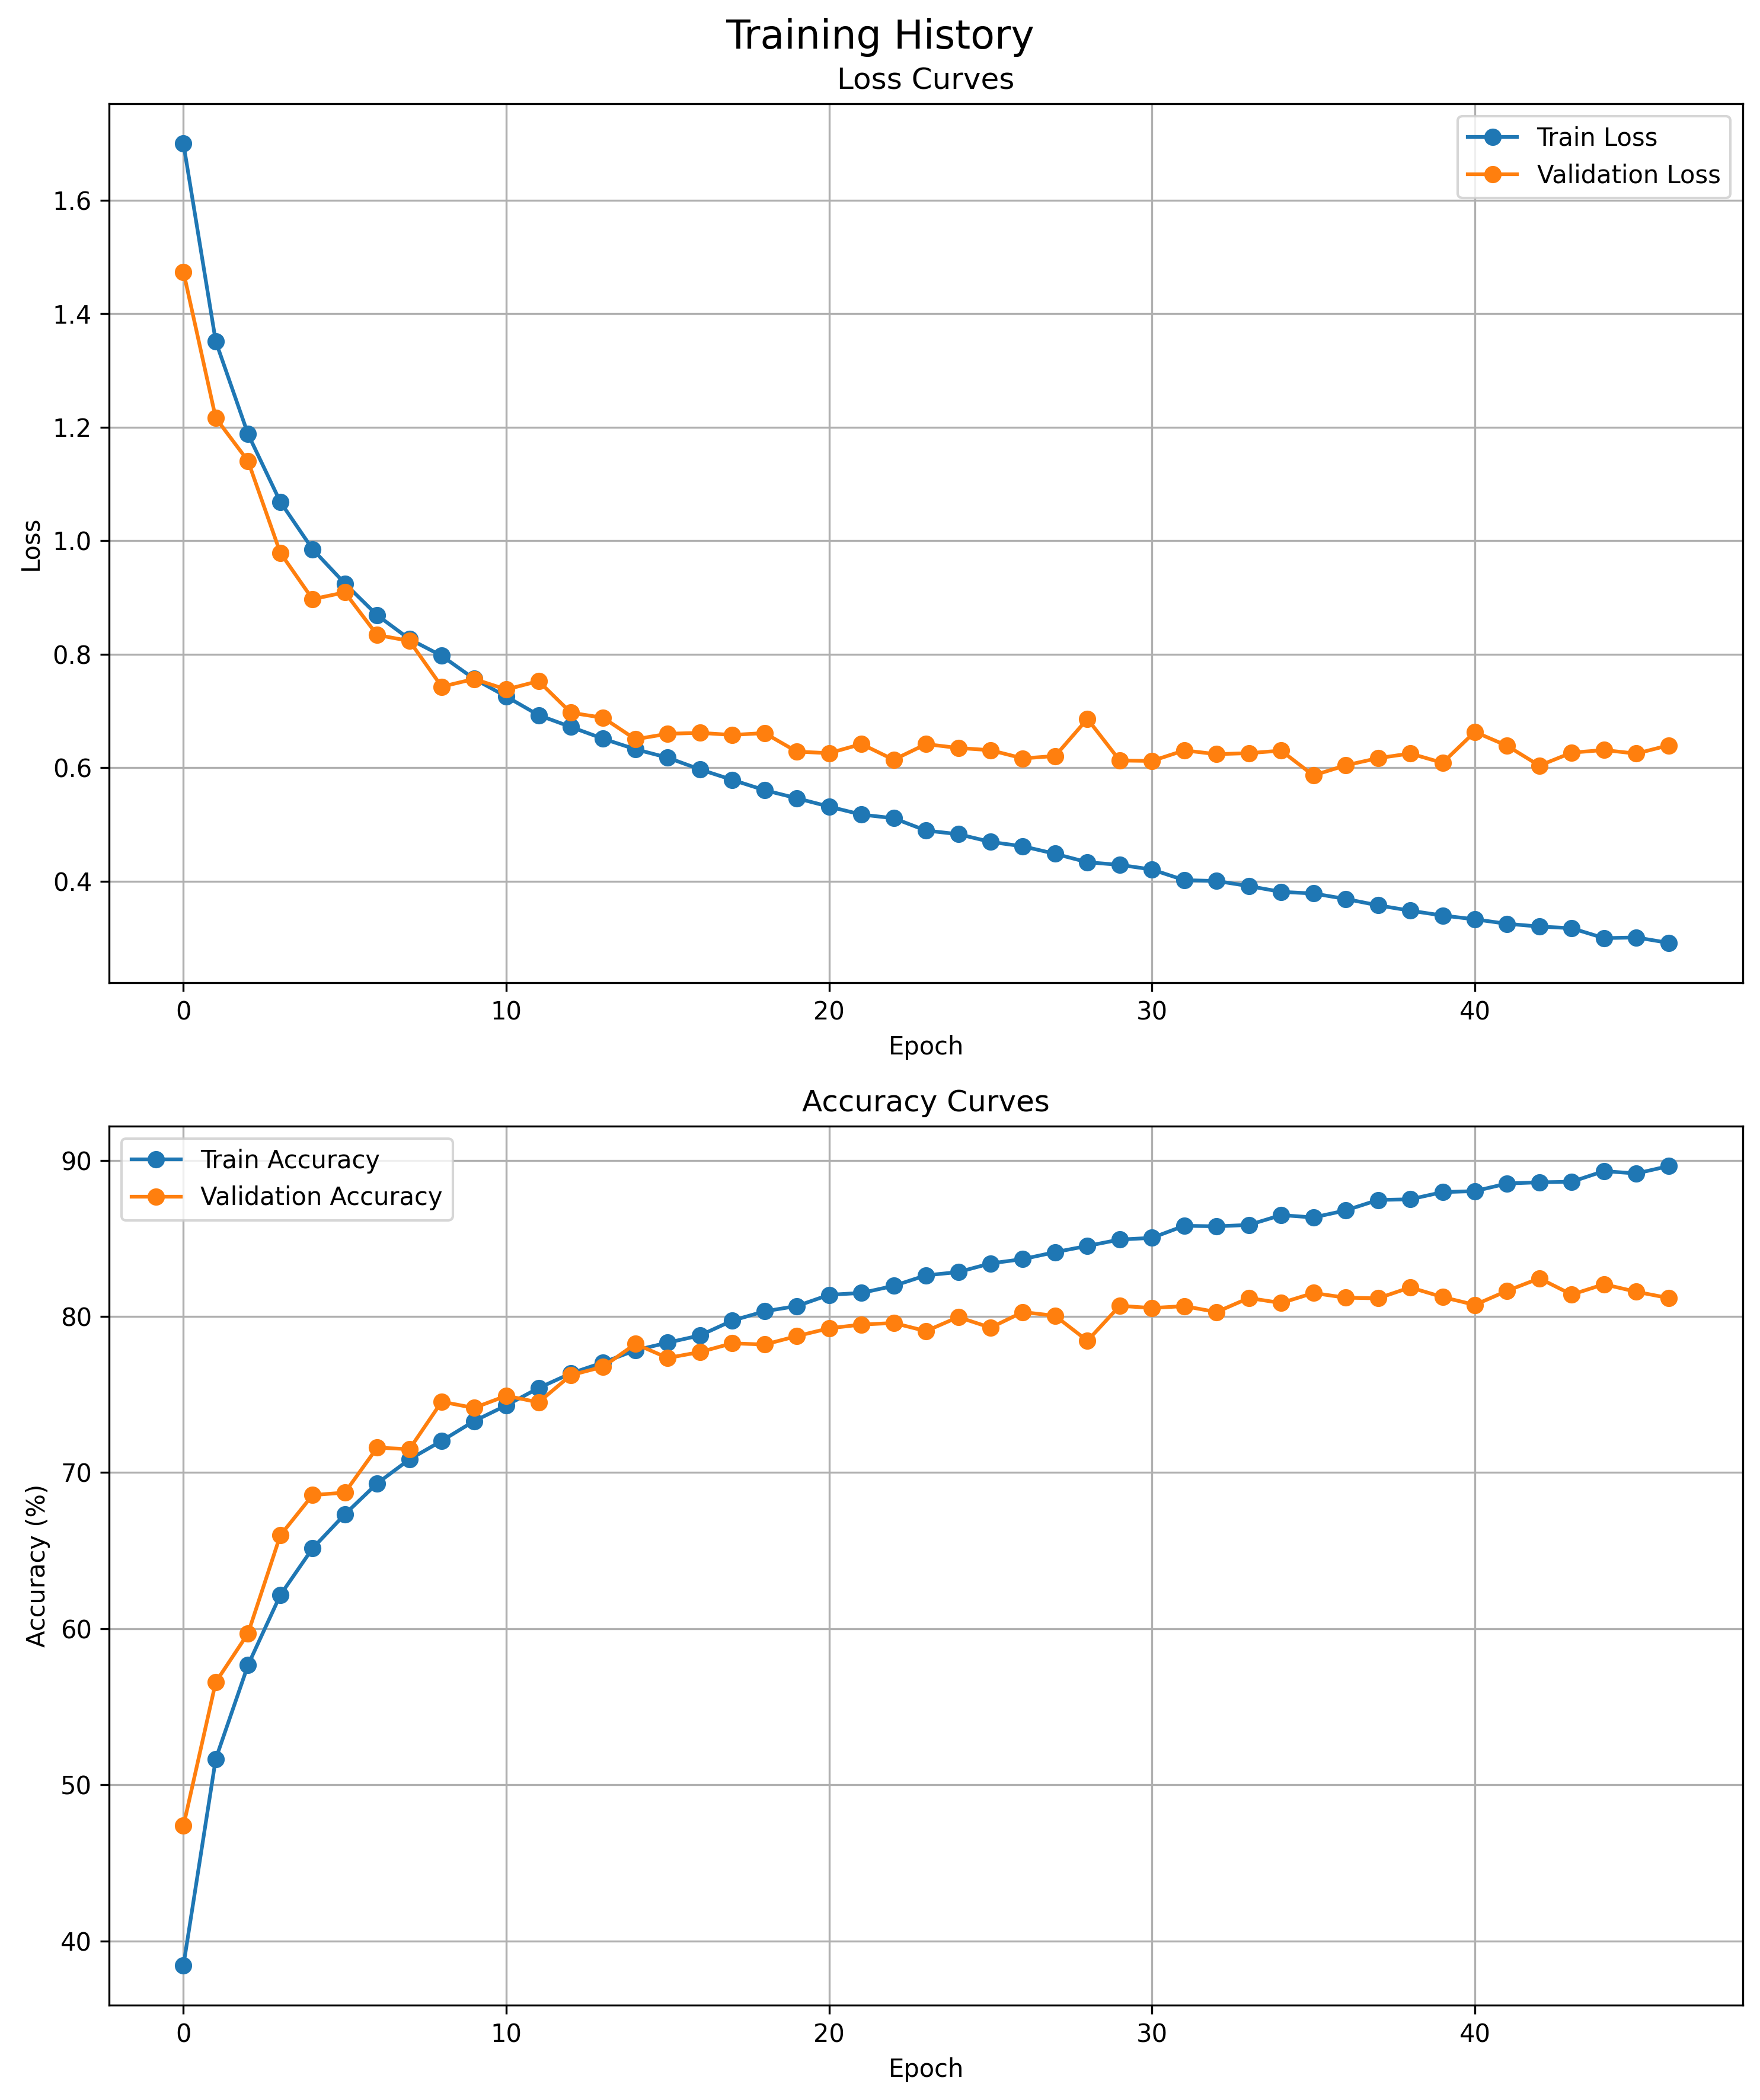 Training History
Loss Curves
Train Loss
Validation Loss
1.6
1.4
1.2
1.0
0.8
0.6
0.4
Loss
0 10 20 30 40
Epoch
Accuracy Curves
Train Accuracy
Validation Accuracy
90
80
70
60
50
40
Accuracy (%)
0 10 20 30 40
Epoch